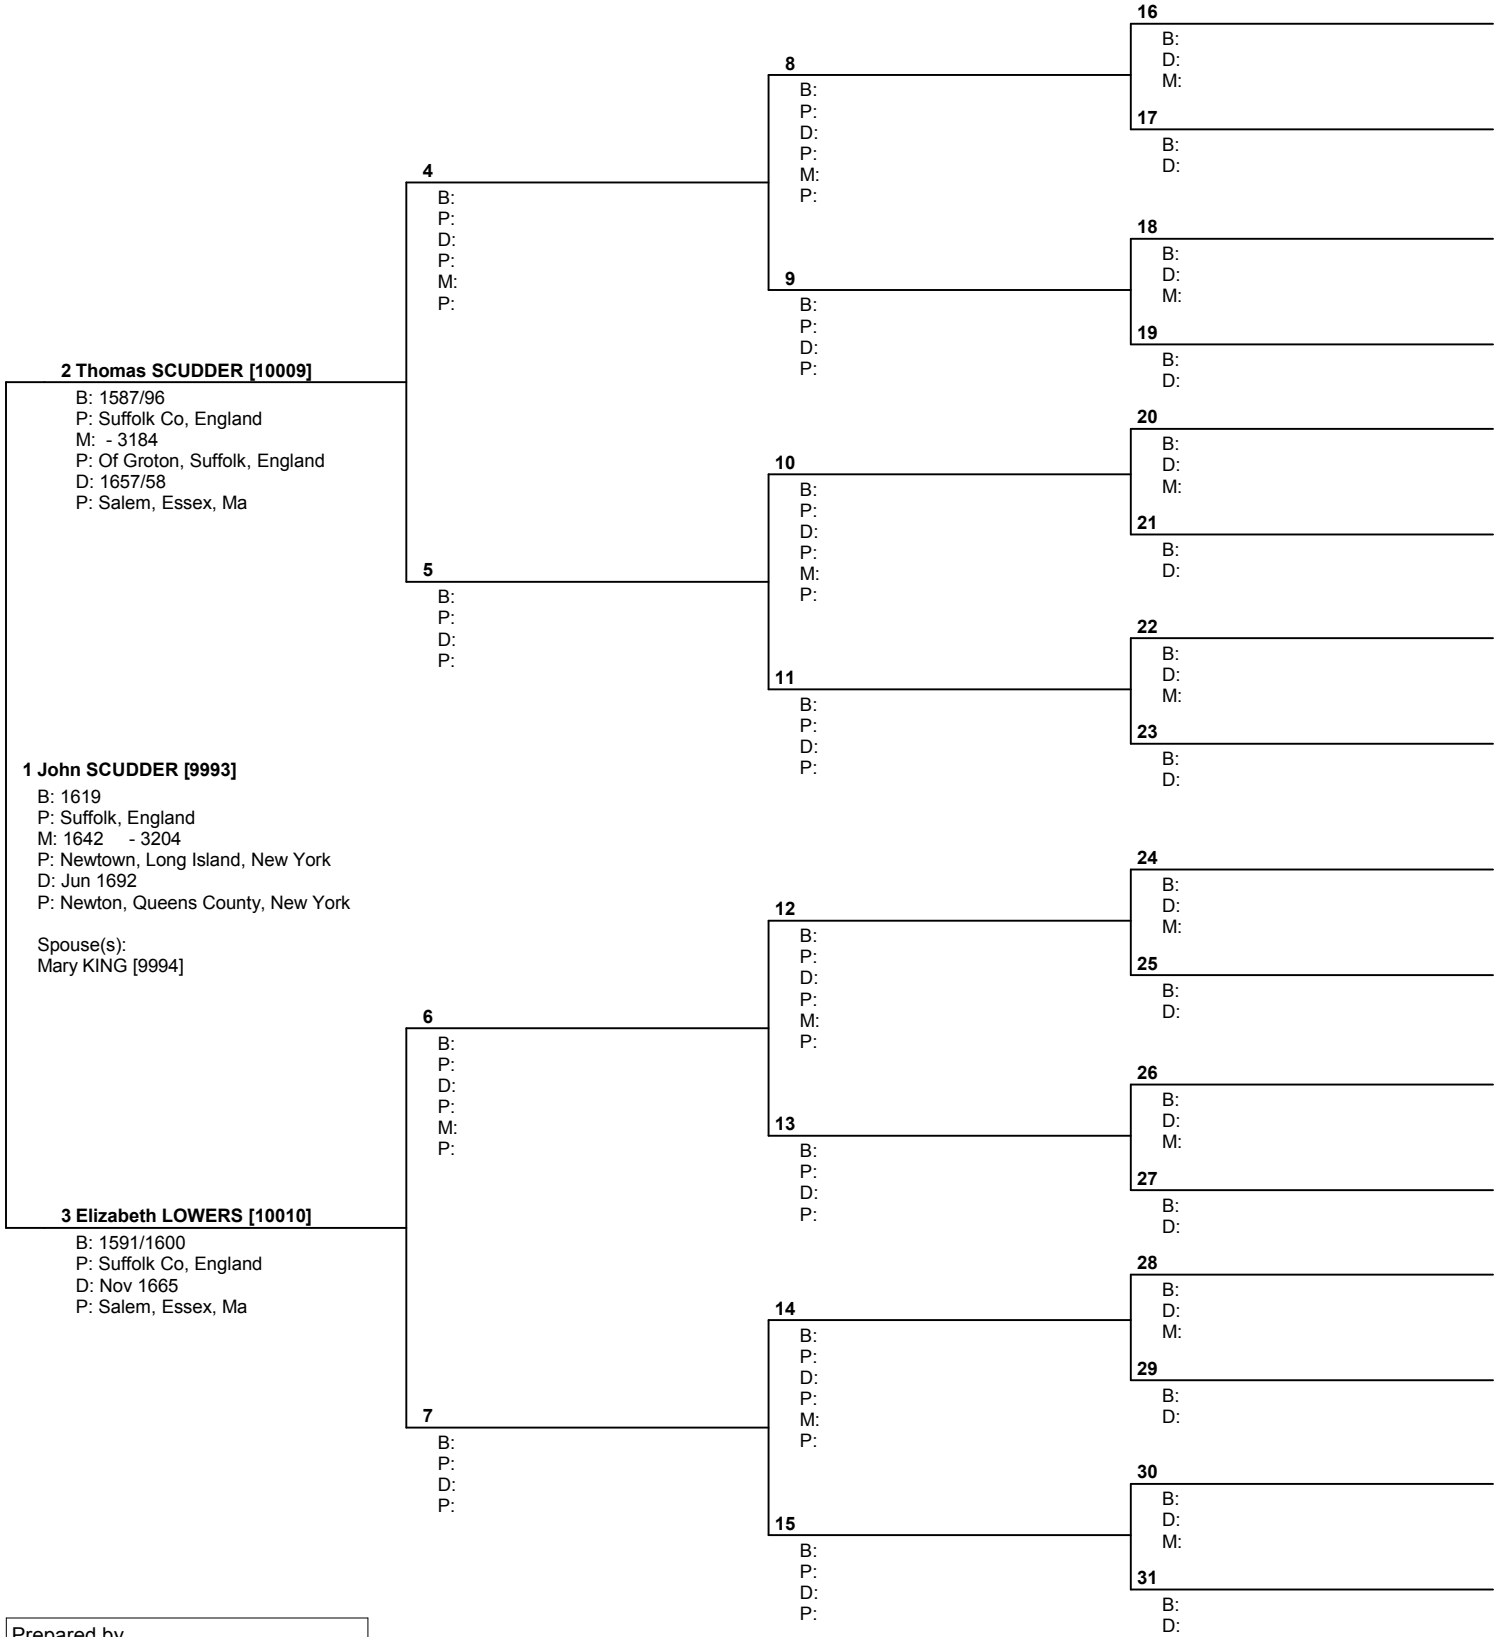 16
B:
D:
M:
8
B:
P:
D:
P:
M:
P:
17
B:
D:
4
B:
P:
D:
P:
M:
P:
18
B:
D:
M:
9
B:
P:
D:
P:
19
B:
D:
2 Thomas SCUDDER [10009]
B: 1587/96
P: Suffolk Co, England
M: - 3184
P: Of Groton, Suffolk, England
D: 1657/58
P: Salem, Essex, Ma
20
B:
D:
M:
10
B:
P:
D:
P:
M:
P:
21
B:
D:
5
B:
P:
D:
P:
22
B:
D:
M:
11
B:
P:
D:
P:
23
B:
D:
1 John SCUDDER [9993]
B: 1619
P: Suffolk, England
M: 1642 - 3204
P: Newtown, Long Island, New York
D: Jun 1692
P: Newton, Queens County, New York
Spouse(s):
Mary KING [9994]
24
B:
D:
M:
12
B:
P:
D:
P:
M:
P:
25
B:
D:
6
B:
P:
D:
P:
M:
P:
26
B:
D:
M:
13
B:
P:
D:
P:
27
B:
D:
3 Elizabeth LOWERS [10010]
B: 1591/1600
P: Suffolk Co, England
D: Nov 1665
P: Salem, Essex, Ma
28
B:
D:
M:
14
B:
P:
D:
P:
M:
P:
29
B:
D:
7
B:
P:
D:
P:
30
B:
D:
M:
15
B:
P:
D:
P:
31
B:
D:
Prepared by